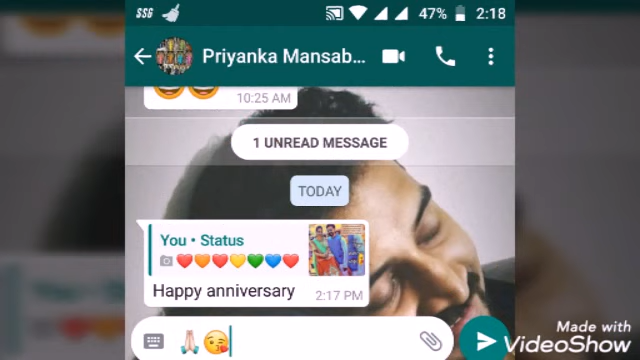 SSG 47% 2:18
Priyanka Mansab...
10:25 AM
1 UNREAD MESSAGE
TODAY
You • Status
📷❤️🧡❤️💛💚💙❤️
Happy anniversary 2:17 PM
🙏🏻😘
Made with
VideoShow